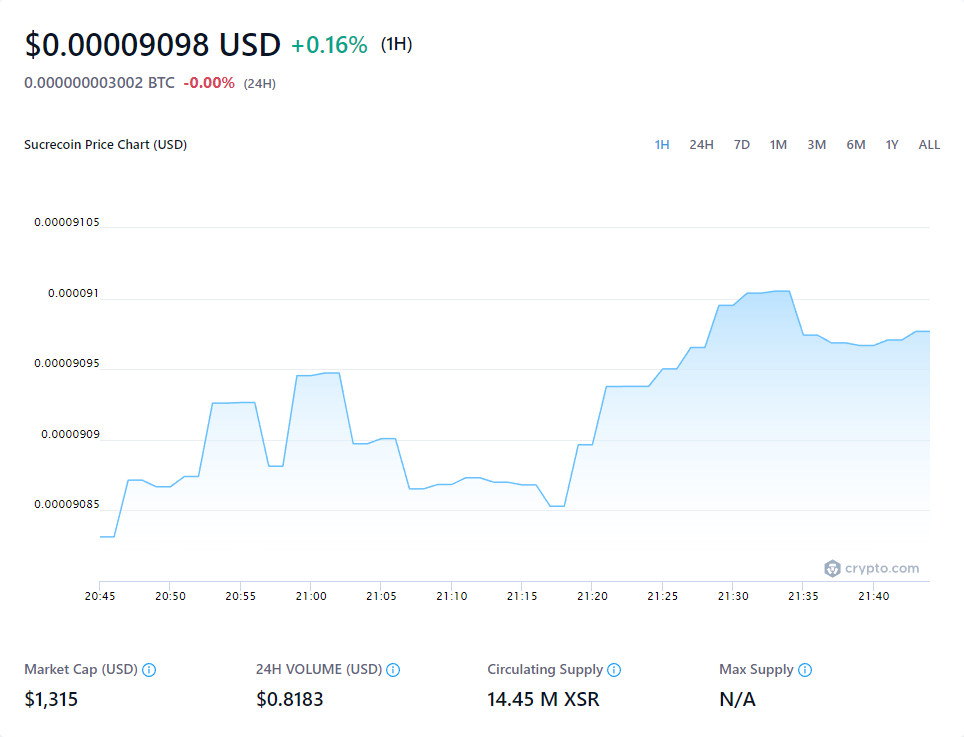 $0.00009098 USD +0.16% (1H)
0.000000003002 BTC -0.00% (24H)
Sucrecoin Price Chart (USD) 1H 24H 7D 1M 3M 6M 1Y ALL
0.00009105
0.000091
0.00009095
0.0000909
0.00009085
crypto.com
20:45 20:50 20:55 21:00 21:05 21:10 21:15 21:20 21:25 21:30 21:35 21:40
Market Cap (USD) 24H VOLUME (USD) Circulating Supply Max Supply
$1,315 $0.8183 14.45 M XSR N/A